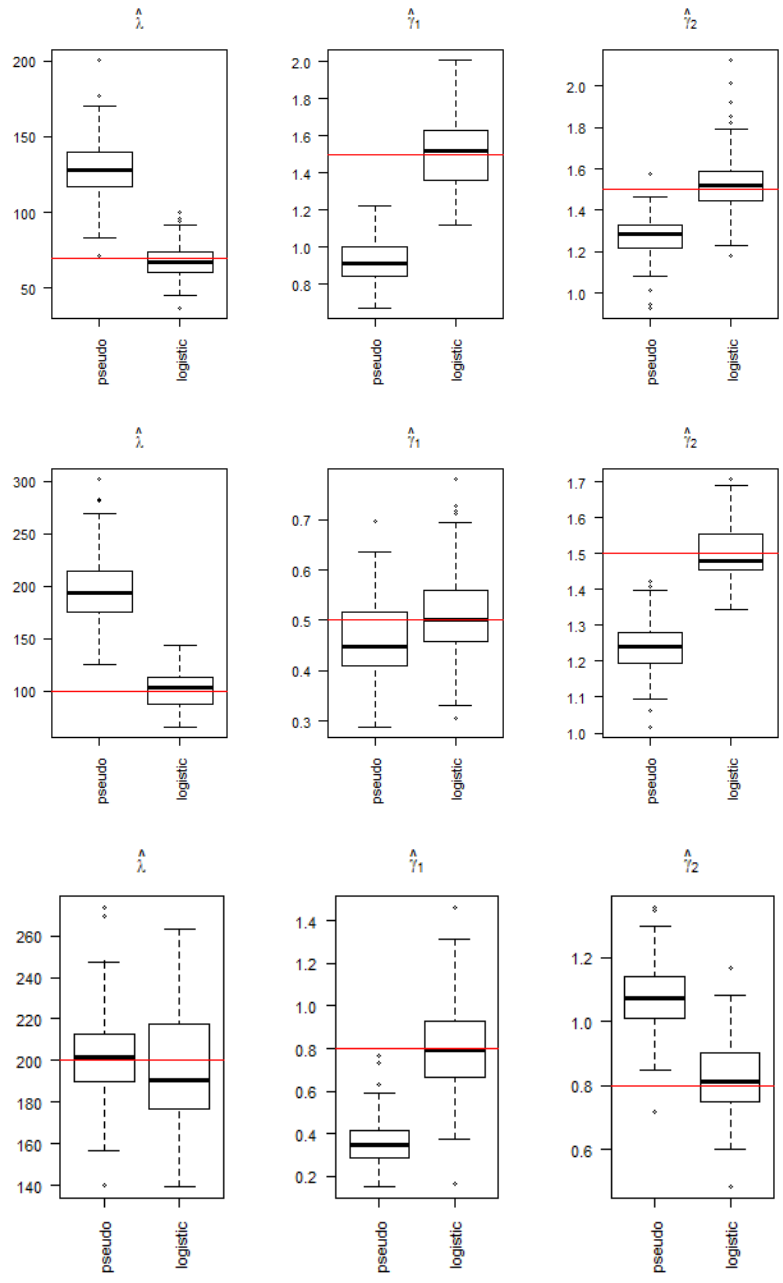 λ̂ γ̂₁ γ̂₂
200
150
100
50
pseudo
logistic
2.0
1.8
1.6
1.4
1.2
1.0
0.8
pseudo
logistic
2.0
1.8
1.6
1.4
1.2
1.0
pseudo
logistic
λ̂ γ̂₁ γ̂₂
300
250
200
150
100
pseudo
logistic
0.7
0.6
0.5
0.4
0.3
pseudo
logistic
1.7
1.6
1.5
1.4
1.3
1.2
1.1
1.0
pseudo
logistic
λ̂ γ̂₁ γ̂₂
260
240
220
200
180
160
140
pseudo
logistic
1.4
1.2
1.0
0.8
0.6
0.4
0.2
pseudo
logistic
1.2
1.0
0.8
0.6
pseudo
logistic